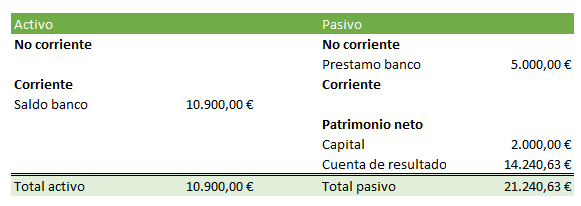 Activo Pasivo
No corriente No corriente
Prestamo banco 5.000,00 €
Corriente Corriente
Saldo banco 10.900,00 €
Patrimonio neto
Capital 2.000,00 €
Cuenta de resultado 14.240,63 €
Total activo 10.900,00 € Total pasivo 21.240,63 €